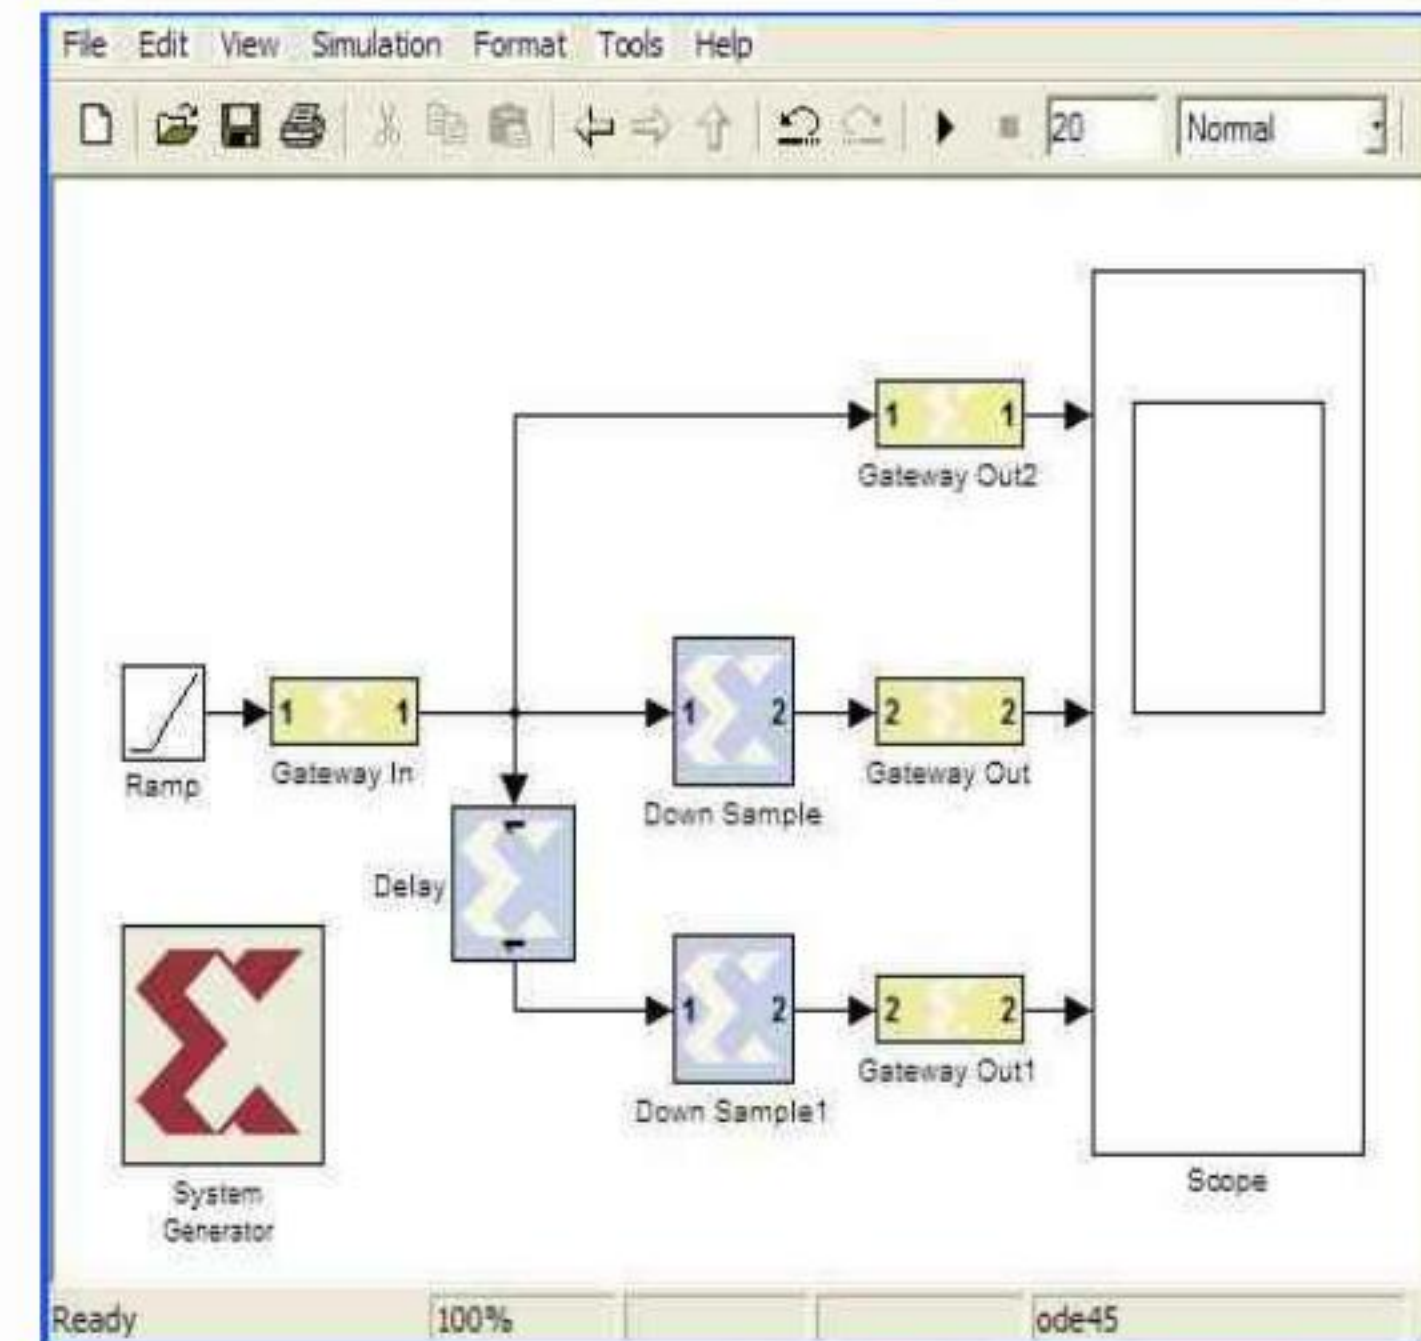 File Edit View Simulation Format Tools Help
20 Normal
1 1
Gateway Out2
Ramp
1 1
Gateway In
1 2
Down Sample
2 2
Gateway Out
Delay
1
1
1 2
Down Sample1
2 2
Gateway Out1
System
Generator
Scope
Ready 100% ode45